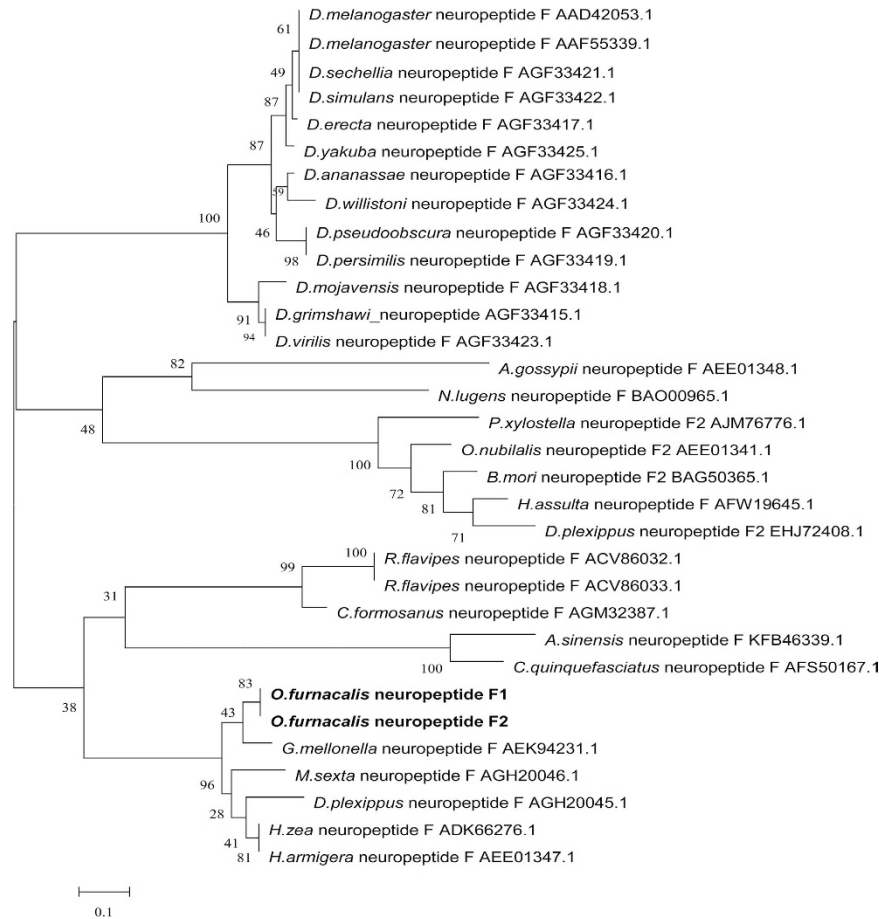 61
D.melanogaster neuropeptide F AAD42053.1
D.melanogaster neuropeptide F AAF55339.1
49
D.sechellia neuropeptide F AGF33421.1
D.simulans neuropeptide F AGF33422.1
87
D.erecta neuropeptide F AGF33417.1
87
D.yakuba neuropeptide F AGF33425.1
D.ananassae neuropeptide F AGF33416.1
59
D.willistoni neuropeptide F AGF33424.1
100
46
D.pseudoobscura neuropeptide F AGF33420.1
98
D.persimilis neuropeptide F AGF33419.1
D.mojavensis neuropeptide F AGF33418.1
91
D.grimshawi_neuropeptide AGF33415.1
94
D.virilis neuropeptide F AGF33423.1
82
A.gossypii neuropeptide F AEE01348.1
N.lugens neuropeptide F BAO00965.1
48
P.xylostella neuropeptide F2 AJM76776.1
O.nubilalis neuropeptide F2 AEE01341.1
100
B.mori neuropeptide F2 BAG50365.1
72
81
H.assulta neuropeptide F AFW19645.1
71
D.plexippus neuropeptide F2 EHJ72408.1
100
R.flavipes neuropeptide F ACV86032.1
99
R.flavipes neuropeptide F ACV86033.1
C.formosanus neuropeptide F AGM32387.1
31
A.sinensis neuropeptide F KFB46339.1
100
C.quinquefasciatus neuropeptide F AFS50167.1
38
83
O.furnacalis neuropeptide F1
43
O.furnacalis neuropeptide F2
G.mellonella neuropeptide F AEK94231.1
96
M.sexta neuropeptide F AGH20046.1
28
D.plexippus neuropeptide F AGH20045.1
41
H.zea neuropeptide F ADK66276.1
81
H.armigera neuropeptide F AEE01347.1
0.1